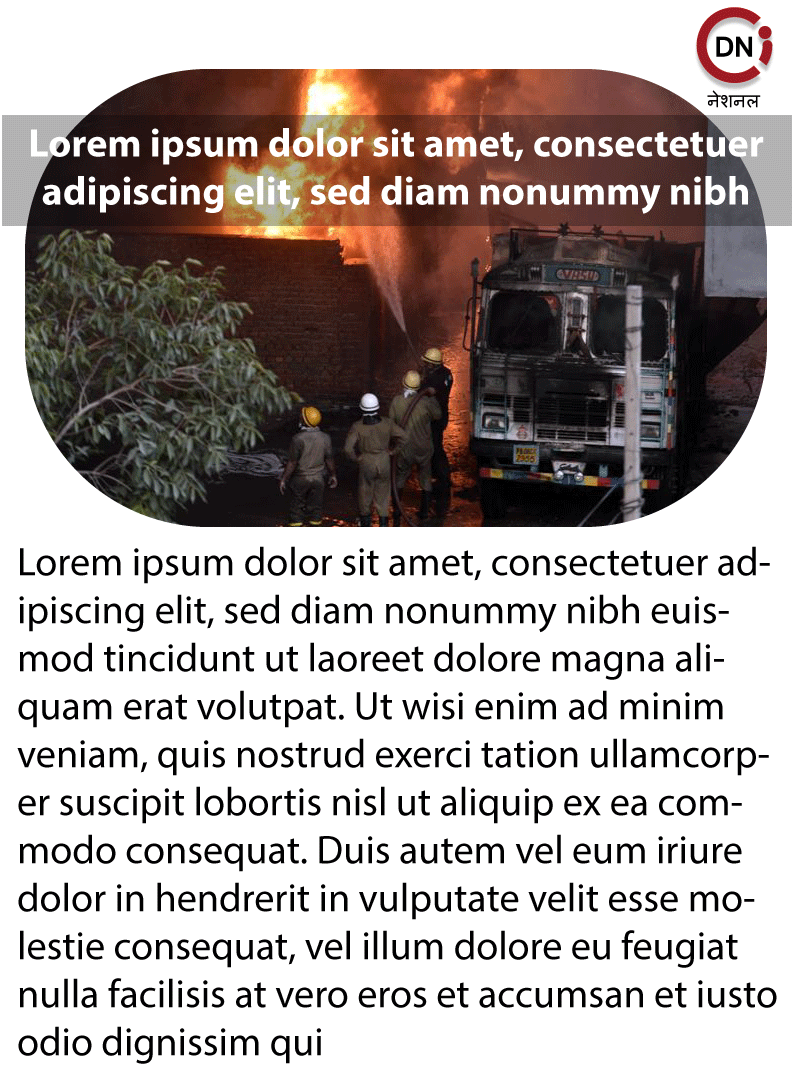 DNi
नेशनल
Lorem ipsum dolor sit amet, consectetuer
adipiscing elit, sed diam nonummy nibh
VASU
Lorem ipsum dolor sit amet, consectetuer ad-
ipiscing elit, sed diam nonummy nibh euis-
mod tincidunt ut laoreet dolore magna ali-
quam erat volutpat. Ut wisi enim ad minim
veniam, quis nostrud exerci tation ullamcorp-
er suscipit lobortis nisl ut aliquip ex ea com-
modo consequat. Duis autem vel eum iriure
dolor in hendrerit in vulputate velit esse mo-
lestie consequat, vel illum dolore eu feugiat
nulla facilisis at vero eros et accumsan et iusto
odio dignissim qui